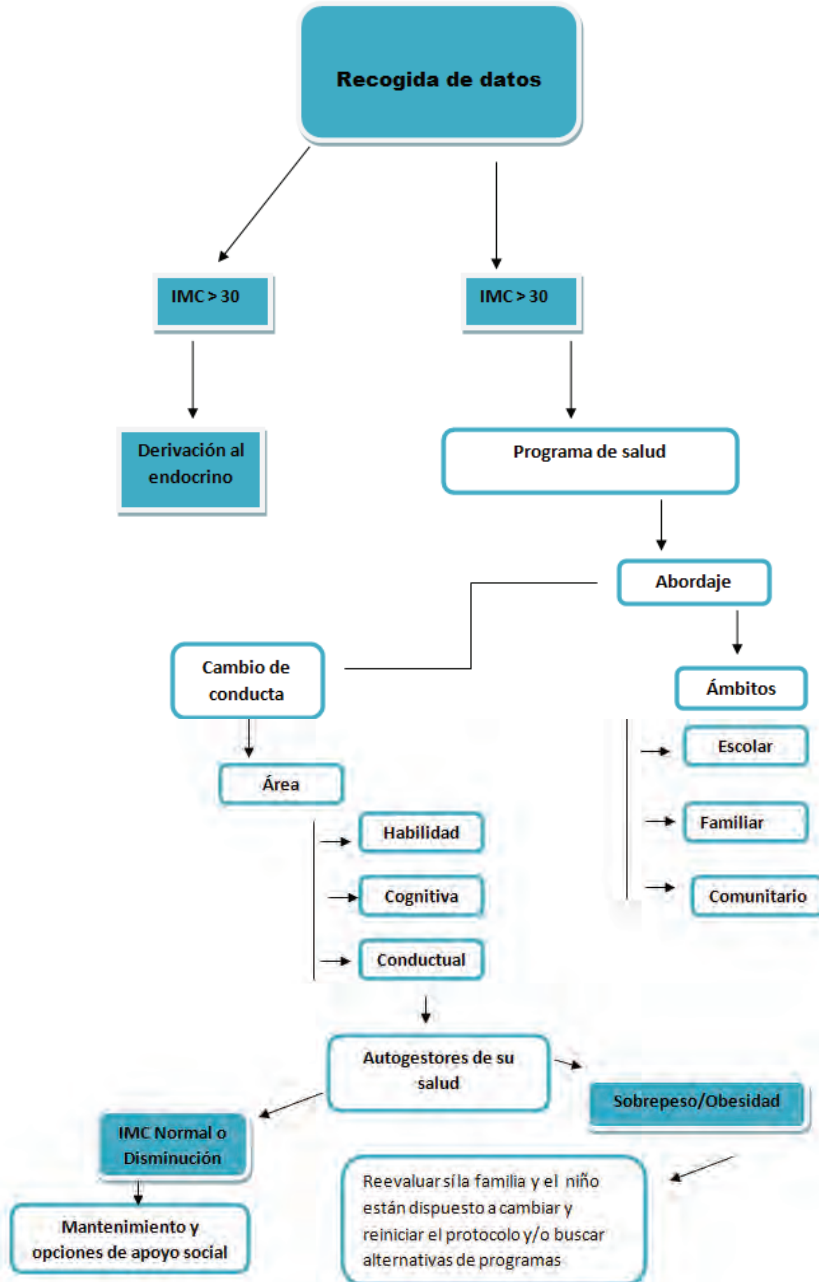 Recogida de datos
IMC > 30
IMC > 30
Derivación al
endocrino
Programa de salud
Abordaje
Cambio de
conducta
Ámbitos
Escolar
Área
Habilidad
Familiar
Cognitiva
Comunitario
Conductual
Autogestores de su
salud
Sobrepeso/Obesidad
IMC Normal o
Disminución
Mantenimiento y
opciones de apoyo social
Reevaluar sí la familia y el niño
están dispuesto a cambiar y
reiniciar el protocolo y/o buscar
alternativas de programas